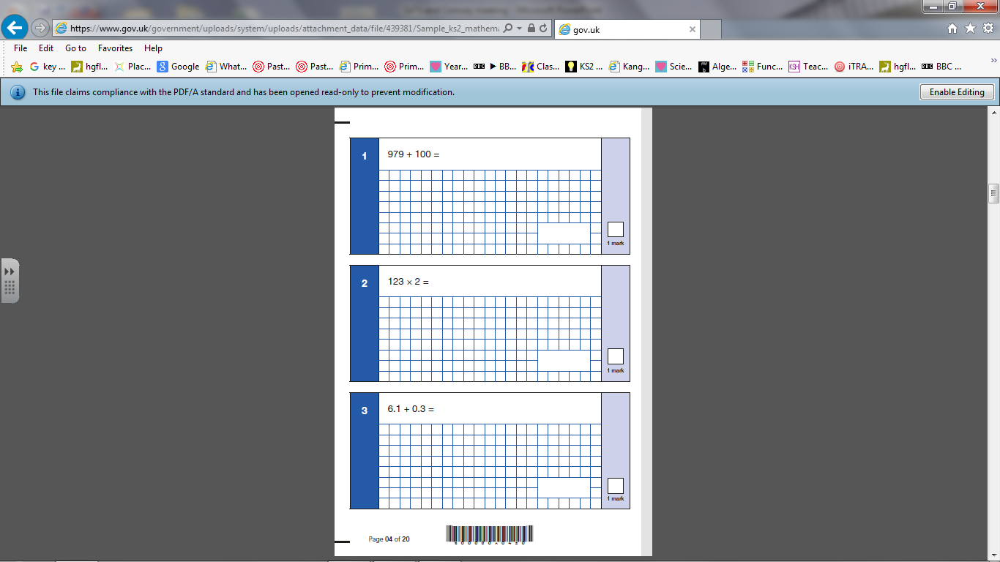 https://www.gov.uk/government/uploads/system/uploads/attachment_data/file/439381/Sample_ks2_mathema
gov.uk
File Edit Go to Favorites Help
key ... hgfl... Plac... Google What... Past... Past... Prim... Prim... Year... BBC ▶ BB... Clas... KS2 ... Kang... Scie... Alge... Func... KSH Teac... iTRA... hgfl... BBC BBC ...
This file claims compliance with the PDF/A standard and has been opened read-only to prevent modification.
Enable Editing
1
979 + 100 =
1 mark
2
123 × 2 =
1 mark
3
6.1 + 0.3 =
1 mark
Page 04 of 20